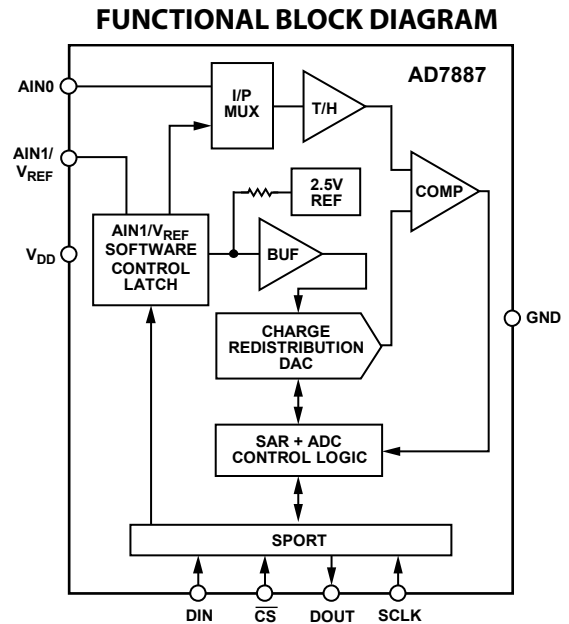 FUNCTIONAL BLOCK DIAGRAM
AD7887
AIN0
I/P
MUX
T/H
AIN1/
VREF
2.5V
REF
COMP
AIN1/VREF
SOFTWARE
CONTROL
LATCH
BUF
VDD
GND
CHARGE
REDISTRIBUTION
DAC
SAR + ADC
CONTROL LOGIC
SPORT
DIN
CS
DOUT
SCLK